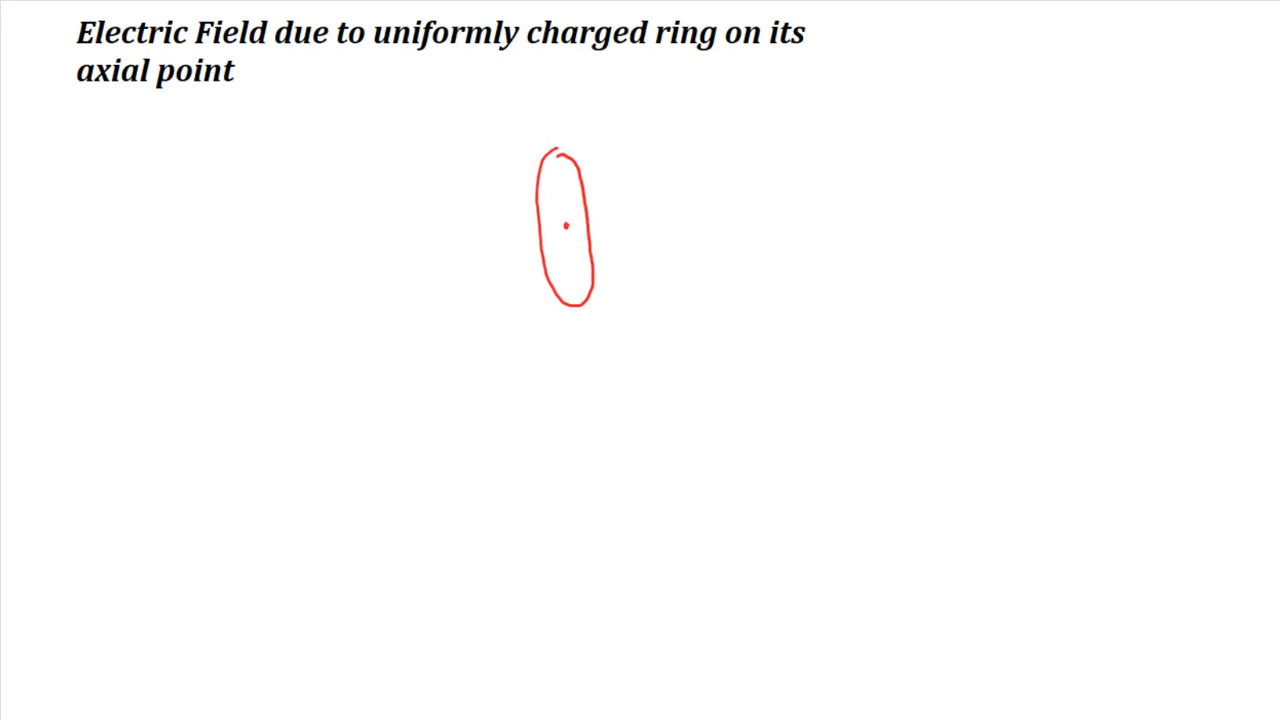 Electric Field due to uniformly charged ring on its
axial point